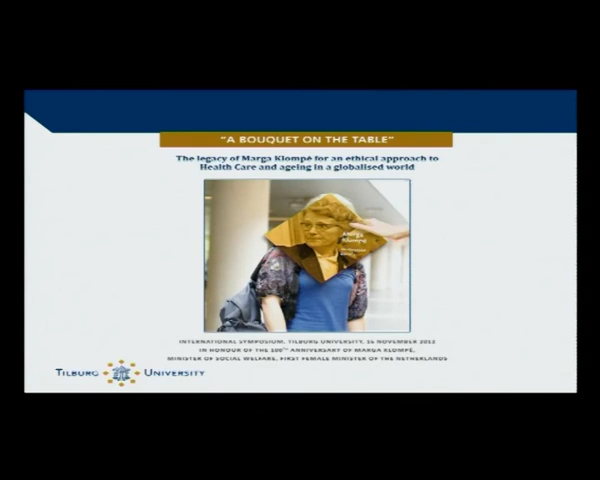 "A BOUQUET ON THE TABLE"
The legacy of Marga Klompé for an ethical approach to
Health Care and ageing in a globalised world
Marga
Klompé
INTERNATIONAL SYMPOSIUM, TILBURG UNIVERSITY, 16 NOVEMBER 2012
IN HONOUR OF THE 100TH ANNIVERSARY OF MARGA KLOMPÉ,
MINISTER OF SOCIAL WELFARE, FIRST FEMALE MINISTER OF THE NETHERLANDS
TILBURG UNIVERSITY